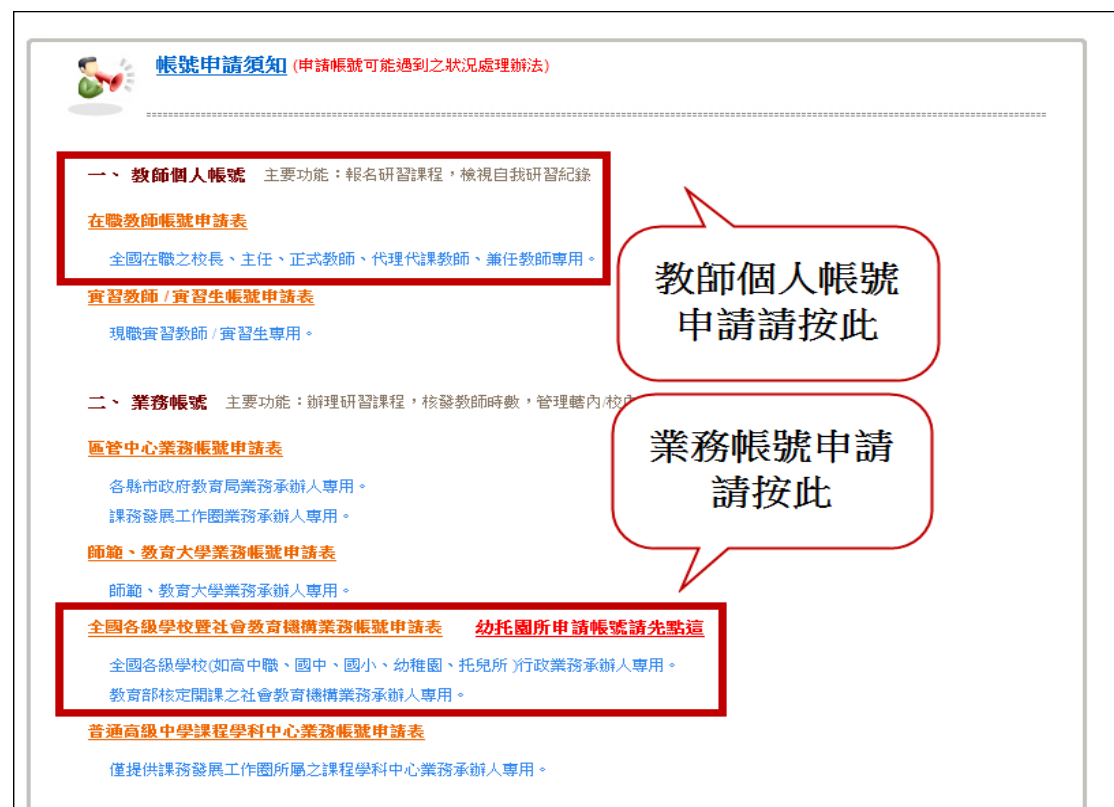 帳號申請須知 (申請帳號可能遇到之狀況處理辦法)
一、 教師個人帳號 主要功能：報名研習課程，檢視自我研習紀錄
在職教師帳號申請表
全國在職之校長、主任、正式教師、代理代課教師、兼任教師專用。
教師個人帳號
申請請按此
實習教師 / 實習生帳號申請表
現職實習教師 / 實習生專用。
二、 業務帳號 主要功能：辦理研習課程，核發教師時數，管理轄內/校
業務帳號申請
請按此
區管中心業務帳號申請表
各縣市政府教育局業務承辦人專用。
課務發展工作圈業務承辦人專用。
師範、教育大學業務帳號申請表
師範、教育大學業務承辦人專用。
全國各級學校暨社會教育機構業務帳號申請表 幼托園所申請帳號請先點這
全國各級學校(如高中職、國中、國小、幼稚園、托兒所 )行政業務承辦人專用。
教育部核定開課之社會教育機構業務承辦人專用。
普通高級中學課程學科中心業務帳號申請表
僅提供課務發展工作圈所屬之課程學科中心業務承辦人專用。